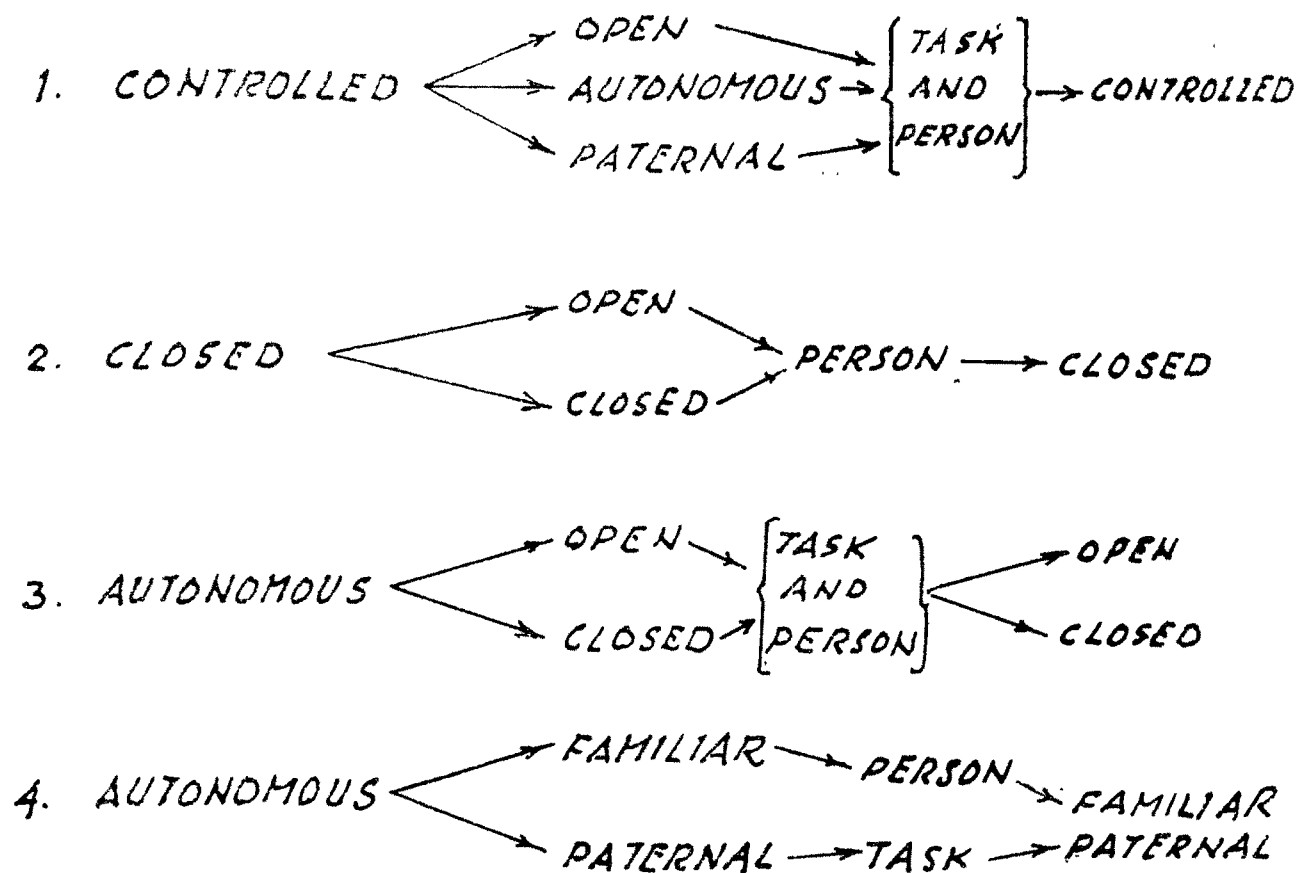 OPEN
TASK
1. CONTROLLED AUTONOMOUS AND CONTROLLED
PATERNAL PERSON
OPEN
2. CLOSED PERSON CLOSED
CLOSED
OPEN TASK OPEN
3. AUTONOMOUS AND
CLOSED PERSON CLOSED
FAMILIAR PERSON
4. AUTONOMOUS FAMILIAR
PATERNAL TASK PATERNAL